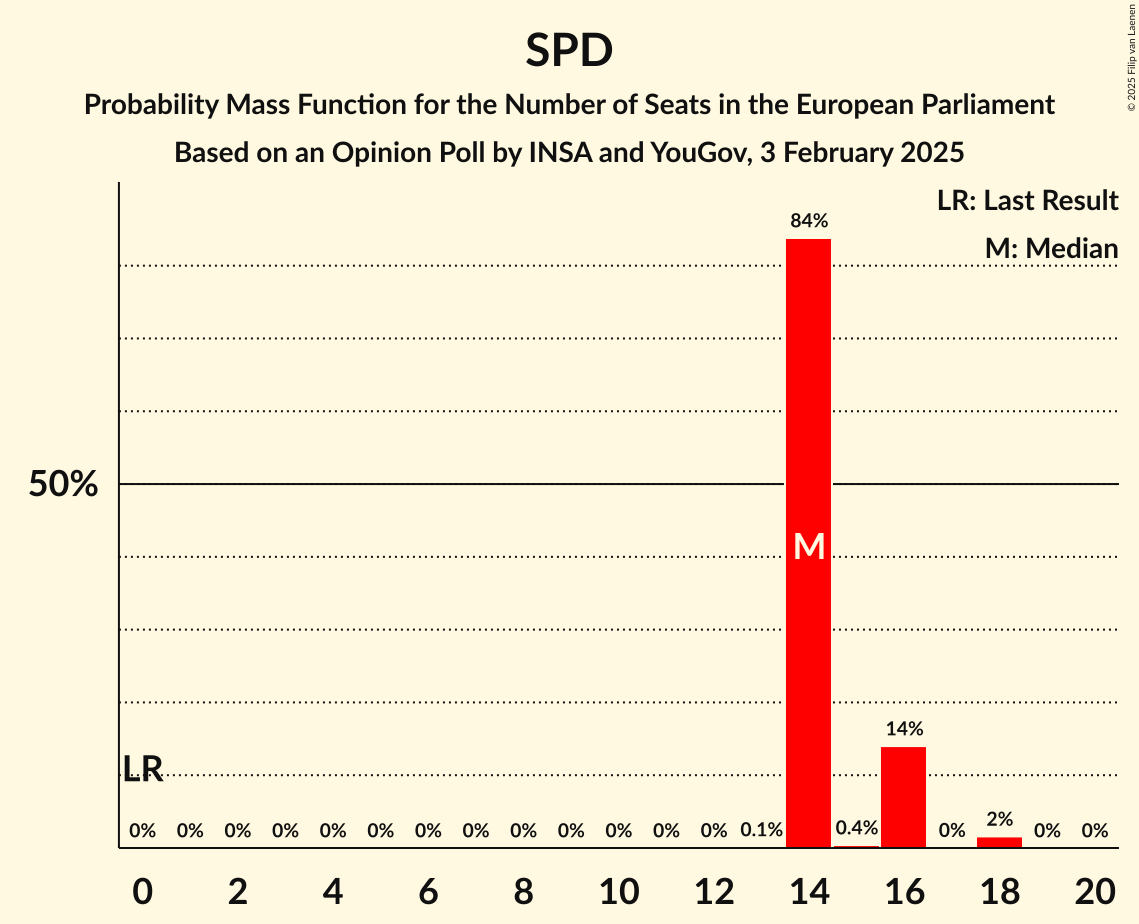 SPD
Probability Mass Function for the Number of Seats in the European Parliament
Based on an Opinion Poll by INSA and YouGov, 3 February 2025
© 2025 Filip van Laenen
LR: Last Result
M: Median
84%
50%
M
14%
LR
0% 0% 0% 0% 0% 0% 0% 0% 0% 0% 0% 0% 0% 0.1% 0.4% 0% 2% 0% 0%
0 2 4 6 8 10 12 14 16 18 20